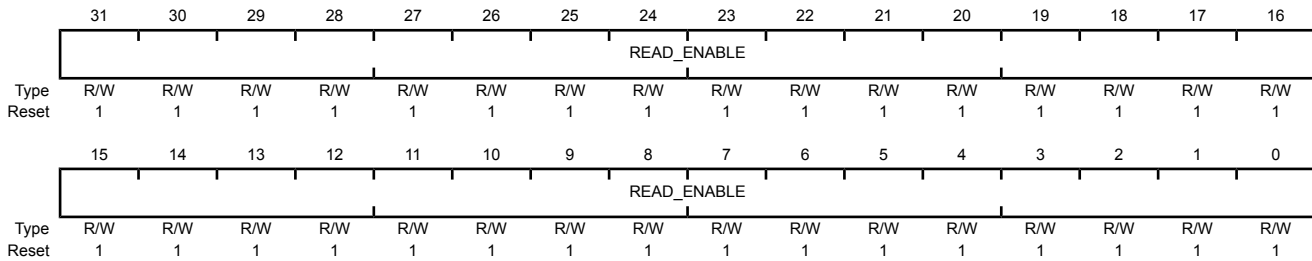 31 30 29 28 27 26 25 24 23 22 21 20 19 18 17 16
READ_ENABLE
Type R/W R/W R/W R/W R/W R/W R/W R/W R/W R/W R/W R/W R/W R/W R/W R/W
Reset 1 1 1 1 1 1 1 1 1 1 1 1 1 1 1 1
15 14 13 12 11 10 9 8 7 6 5 4 3 2 1 0
READ_ENABLE
Type R/W R/W R/W R/W R/W R/W R/W R/W R/W R/W R/W R/W R/W R/W R/W R/W
Reset 1 1 1 1 1 1 1 1 1 1 1 1 1 1 1 1